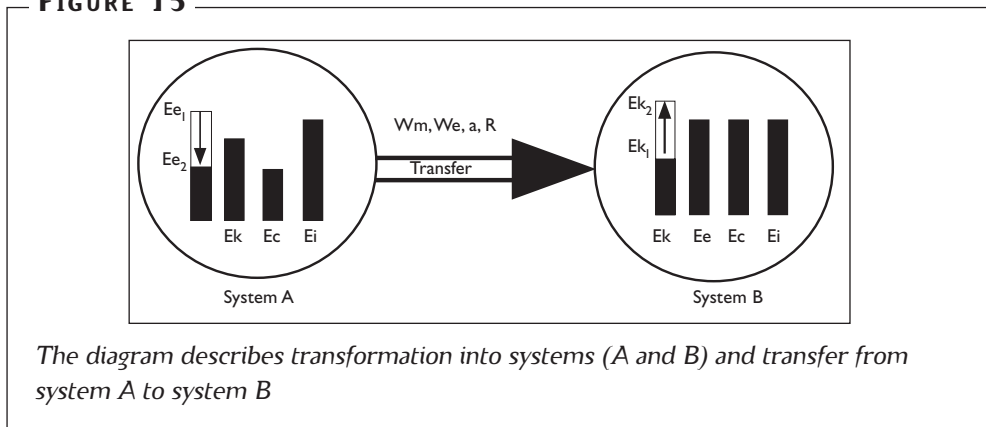 FIGURE 15
Ee1
Ee2
Ek Ec Ei
System A
Wm, We, a, R
Transfer
Ek2
Ek1
Ek Ee Ec Ei
System B
The diagram describes transformation into systems (A and B) and transfer from
system A to system B